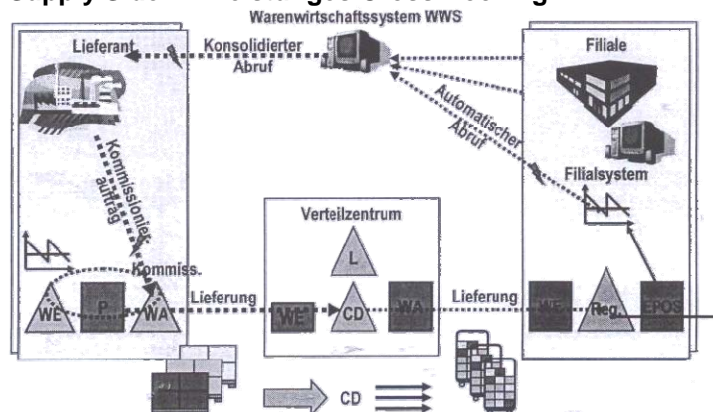 Warenwirtschaftssystem WWS
Lieferant
Konsolidierter
Abruf
Filiale
Automatischer
Abruf
Kommissionier-
auftrag
Filialsystem
Verteilzentrum
L
Kommiss.
WE
P
WA
Lieferung
WE
CD
WA
Lieferung
WE
Reg.
EPOS
CD